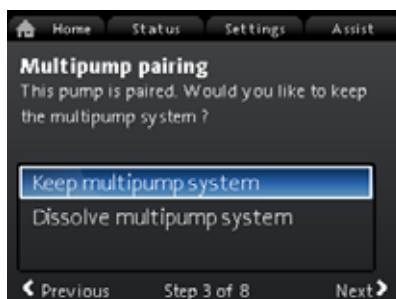 Home Status Settings Assist
Multipump pairing
This pump is paired. Would you like to keep
the multipump system ?
Keep multipump system
Dissolve multipump system
Previous Step 3 of 8 Next